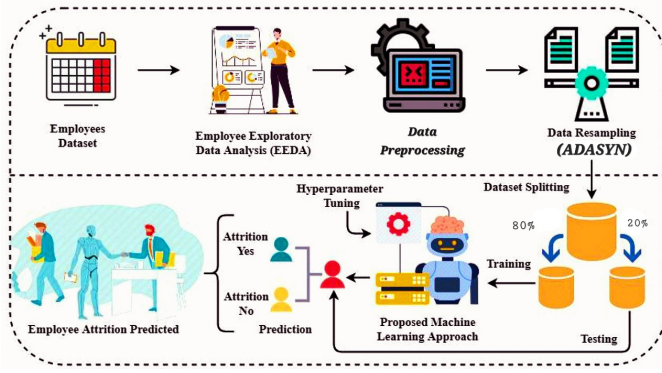 Employees
Dataset
Employee Exploratory
Data Analysis (EEDA)
Data
Preprocessing
Data Resampling
(ADASYN)
Dataset Splitting
80%
20%
Hyperparameter
Tuning
Training
Testing
Proposed Machine
Learning Approach
Attrition
Yes
Attrition
No
Prediction
Employee Attrition Predicted